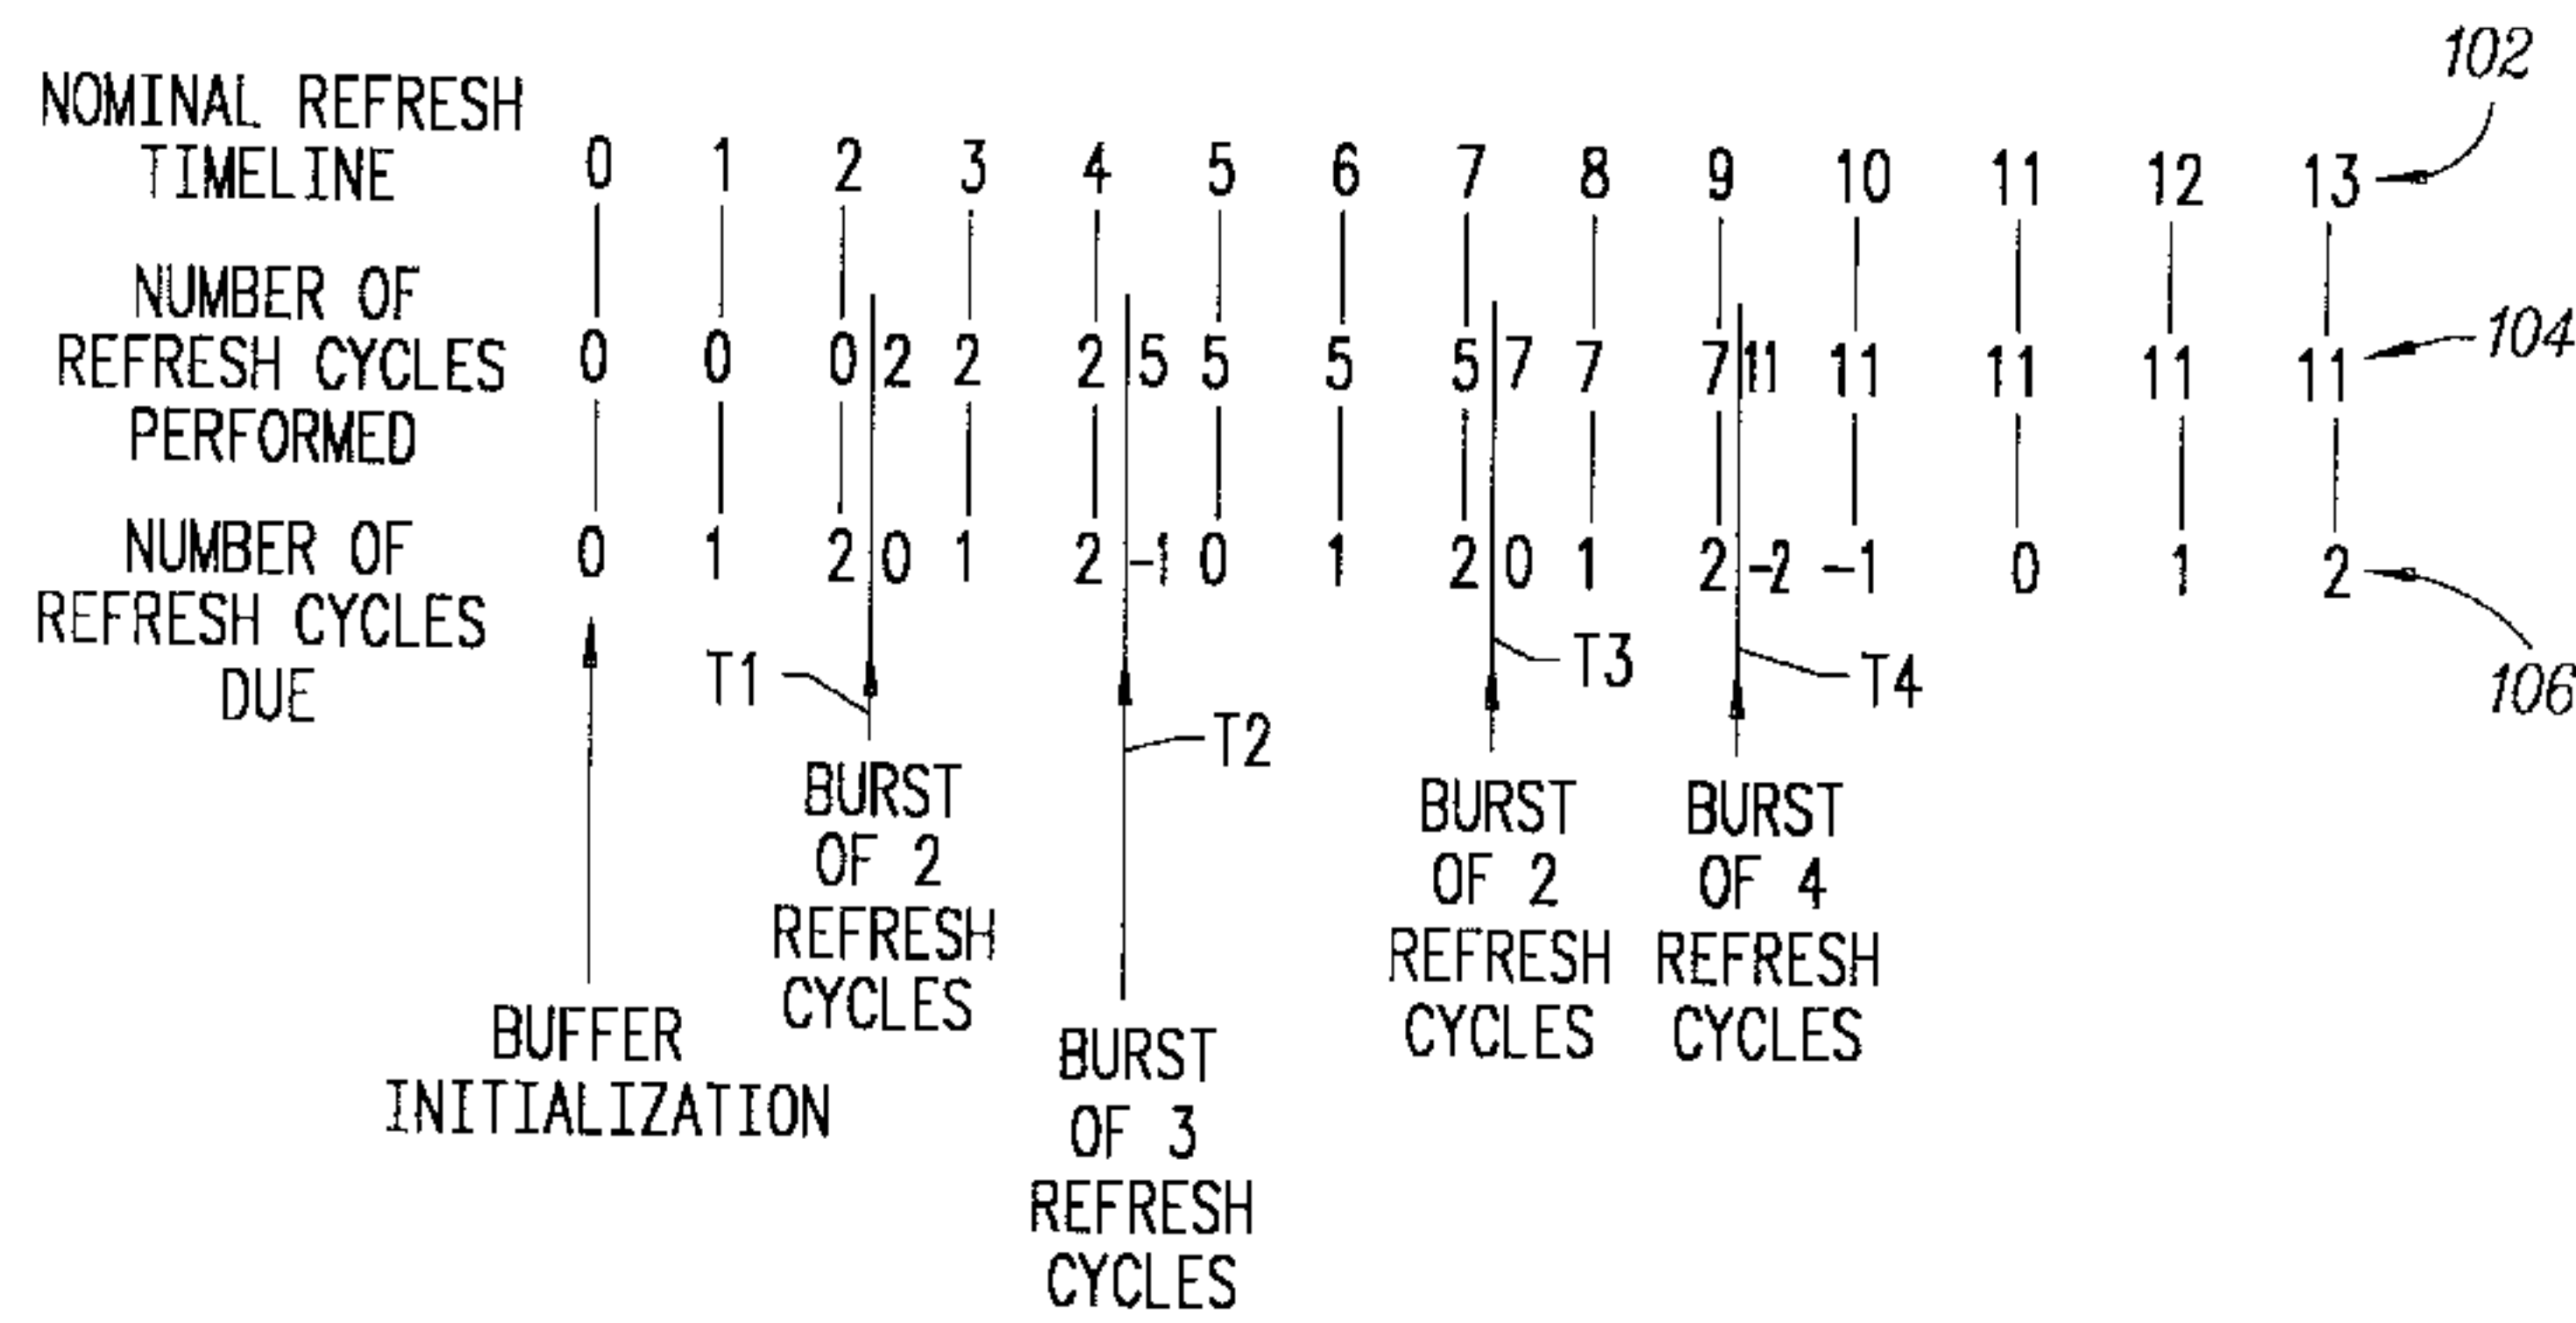 102
NOMINAL REFRESH
TIMELINE
0 1 2 3 4 5 6 7 8 9 10 11 12 13
NUMBER OF
REFRESH CYCLES
PERFORMED
0 0 0 2 2 2 5 5 5 5 7 7 7 11 11 11 11 11
104
NUMBER OF
REFRESH CYCLES
DUE
0 1 2 0 1 2 -1 0 1 2 0 1 2 -2 -1 0 1 2
106
T1
T2
T3
T4
BUFFER
INITIALIZATION
BURST
OF 2
REFRESH
CYCLES
BURST
OF 3
REFRESH
CYCLES
BURST
OF 2
REFRESH
CYCLES
BURST
OF 4
REFRESH
CYCLES